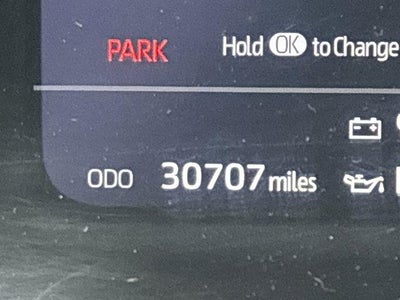 PARK
Hold OK to Change
ODO 30707 miles